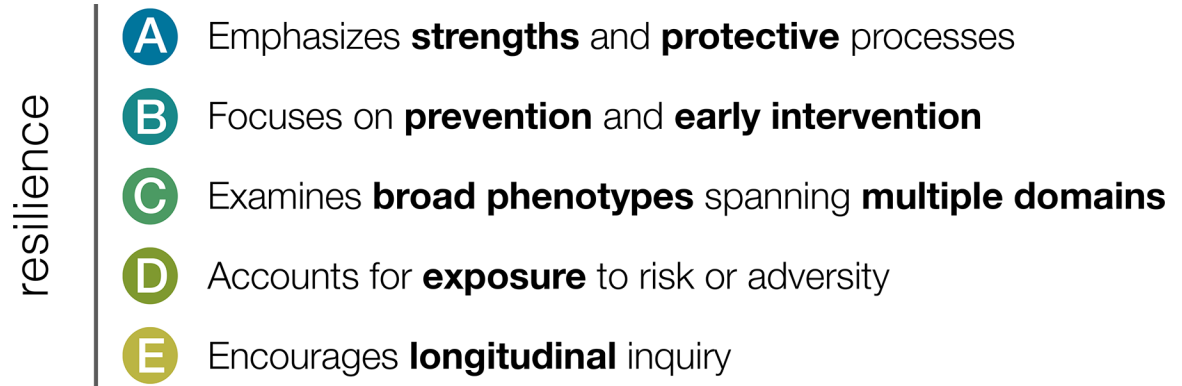 resilience
A Emphasizes strengths and protective processes
B Focuses on prevention and early intervention
C Examines broad phenotypes spanning multiple domains
D Accounts for exposure to risk or adversity
E Encourages longitudinal inquiry